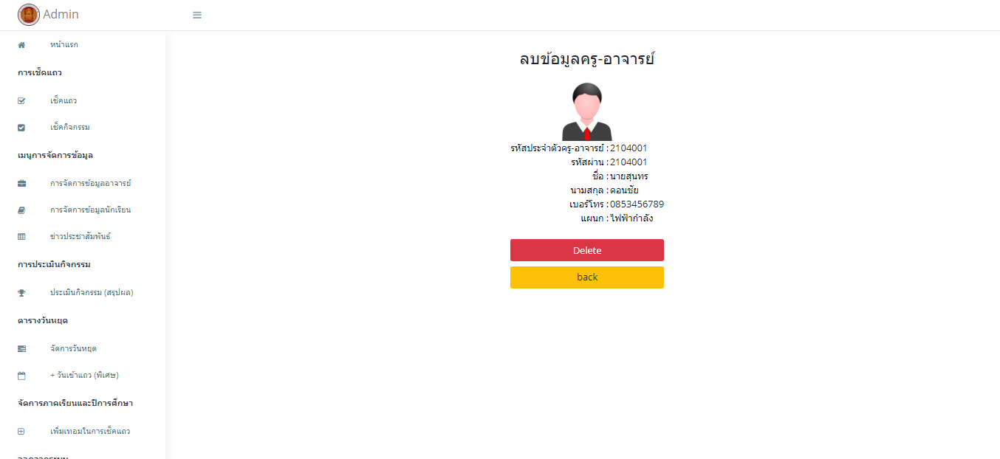 Admin
หน้าแรก
การเช็คแถว
เช็คแถว
เช็คกิจกรรม
เมนูการจัดการข้อมูล
การจัดการข้อมูลอาจารย์
การจัดการข้อมูลนักเรียน
ข่าวประชาสัมพันธ์
การประเมินกิจกรรม
ประเมินกิจกรรม (สรุปผล)
ตารางวันหยุด
จัดการวันหยุด
+ วันเข้าแถว (พิเศษ)
จัดการภาคเรียนและปีการศึกษา
เพิ่มเทอมในการเช็คแถว
ลบข้อมูลครู-อาจารย์
รหัสประจำตัวครู-อาจารย์ : 2104001
รหัสผ่าน : 2104001
ชื่อ : นายสุนทร
นามสกุล : ดอนชัย
เบอร์โทร : 0853456789
แผนก : ไฟฟ้ากำลัง
Delete
back